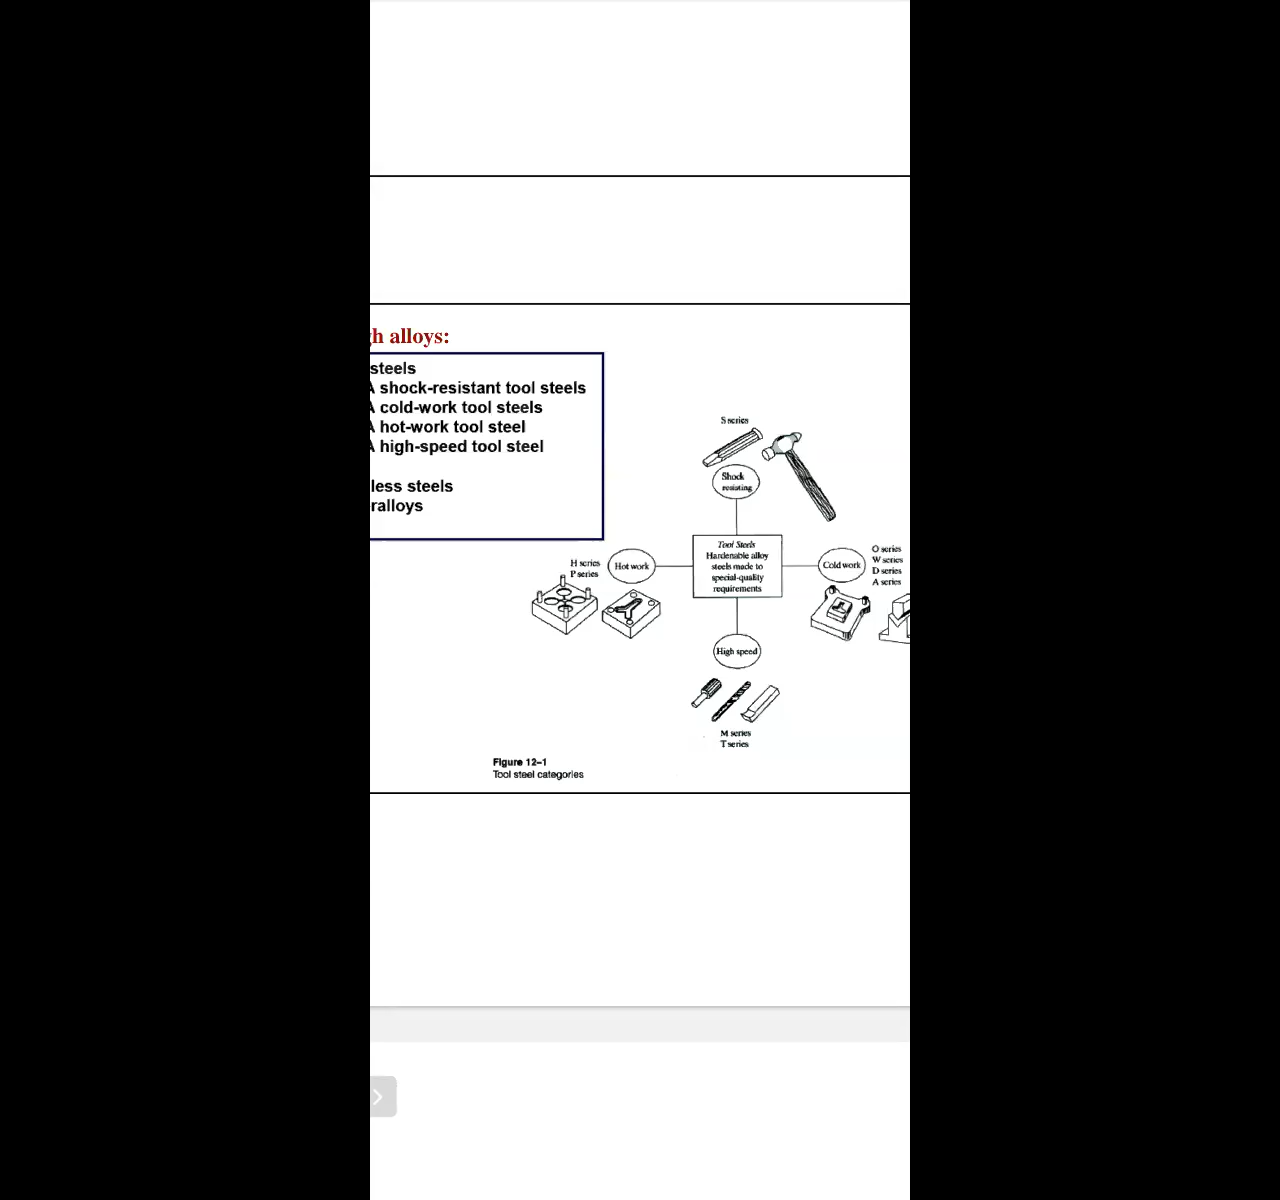 gh alloys:
steels
A shock-resistant tool steels
A cold-work tool steels
A hot-work tool steel
A high-speed tool steel
less steels
ralloys
S series
Shock
resisting
Tool Steels
Hardenable alloy
steels made to
special-quality
requirements
H series
P series
Hot work
Cold work
O series
W series
D series
A series
High speed
M series
T series
Figure 12–1
Tool steel categories